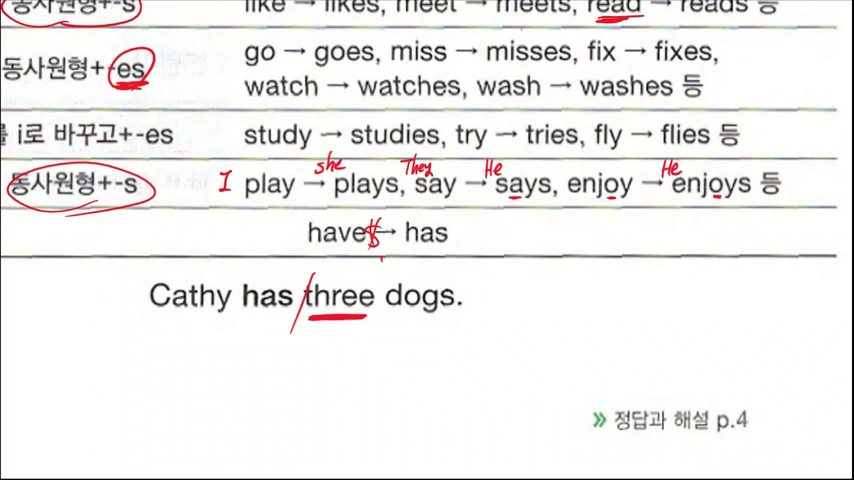 동사원형+-s like → likes, meet → meets, read → reads 등
동사원형+-es go → goes, miss → misses, fix → fixes,
watch → watches, wash → washes 등
를 i로 바꾸고+-es study → studies, try → tries, fly → flies 등
she They He He
동사원형+-s I play → plays, say → says, enjoy → enjoys 등
have → has
Cathy has three dogs.
» 정답과 해설 p.4